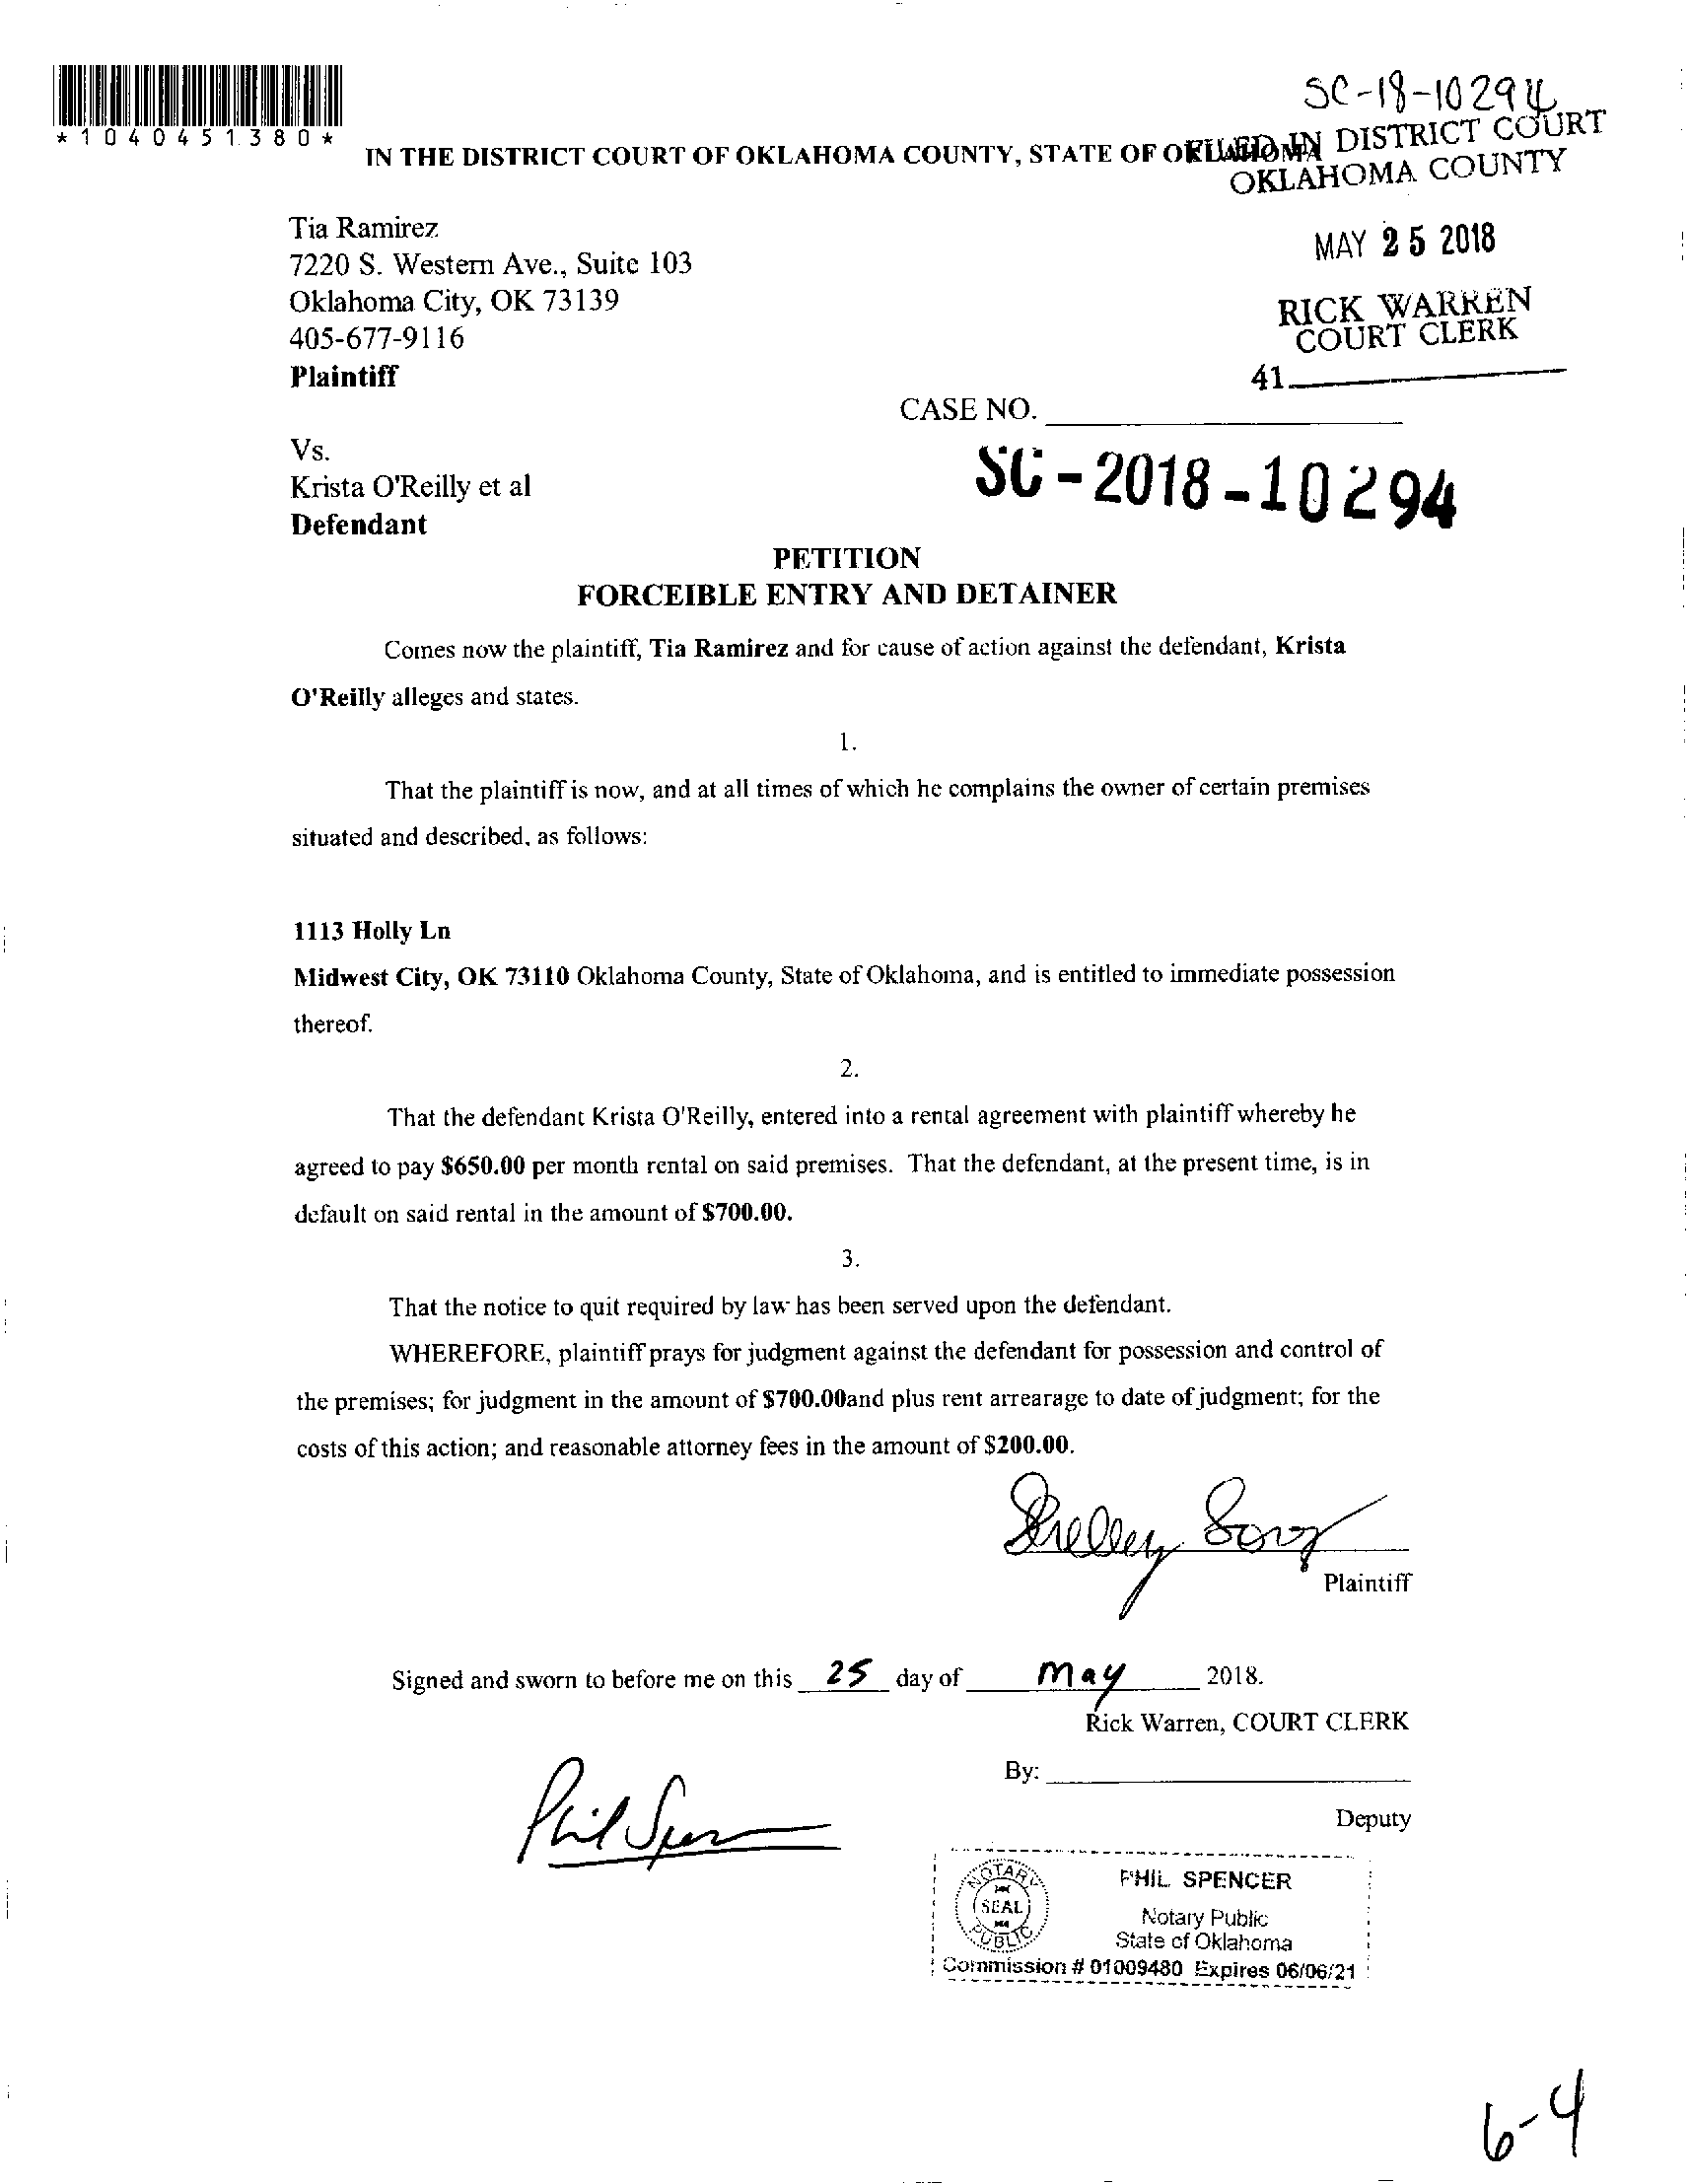 SC-18-10294
*1040451380*
IN THE DISTRICT COURT OF OKLAHOMA COUNTY, STATE OF OKLAHOMA
FILED IN DISTRICT COURT
OKLAHOMA COUNTY
Tia Ramirez
7220 S. Western Ave., Suite 103
MAY 25 2018
Oklahoma City, OK 73139
RICK WARREN
405-677-9116
COURT CLERK
Plaintiff
41
CASE NO.
Vs.
Krista O'Reilly et al
SC-2018-10294
Defendant
PETITION
FORCEIBLE ENTRY AND DETAINER
Comes now the plaintiff, Tia Ramirez and for cause of action against the defendant, Krista
O'Reilly alleges and states.
1.
That the plaintiff is now, and at all times of which he complains the owner of certain premises
situated and described, as follows:
1113 Holly Ln
Midwest City, OK 73110 Oklahoma County, State of Oklahoma, and is entitled to immediate possession
thereof.
2.
That the defendant Krista O'Reilly, entered into a rental agreement with plaintiff whereby he
agreed to pay $650.00 per month rental on said premises. That the defendant, at the present time, is in
default on said rental in the amount of $700.00.
3.
That the notice to quit required by law has been served upon the defendant.
WHEREFORE, plaintiff prays for judgment against the defendant for possession and control of
the premises; for judgment in the amount of $700.00and plus rent arrearage to date of judgment; for the
costs of this action; and reasonable attorney fees in the amount of $200.00.
Shelley
Plaintiff
Signed and sworn to before me on this 25 day of May 2018.
Rick Warren, COURT CLERK
By:
Phil Spencer
Deputy
NOTARY PUBLIC SEAL
PHIL SPENCER
Notary Public
State of Oklahoma
Commission # 01009480 Expires 06/06/21
6-4